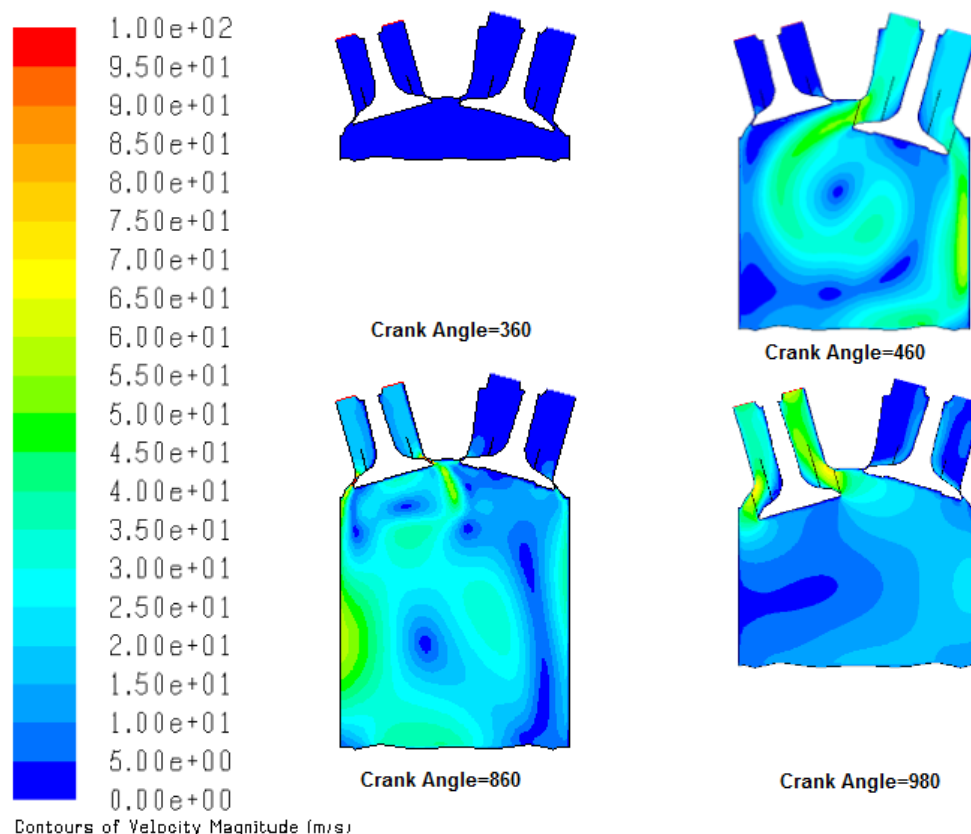 1.00e+02
9.50e+01
9.00e+01
8.50e+01
8.00e+01
7.50e+01
7.00e+01
6.50e+01
6.00e+01
5.50e+01
5.00e+01
4.50e+01
4.00e+01
3.50e+01
3.00e+01
2.50e+01
2.00e+01
1.50e+01
1.00e+01
5.00e+00
0.00e+00
Contours of Velocity Magnitude (m/s)
Crank Angle=360
Crank Angle=460
Crank Angle=860
Crank Angle=980